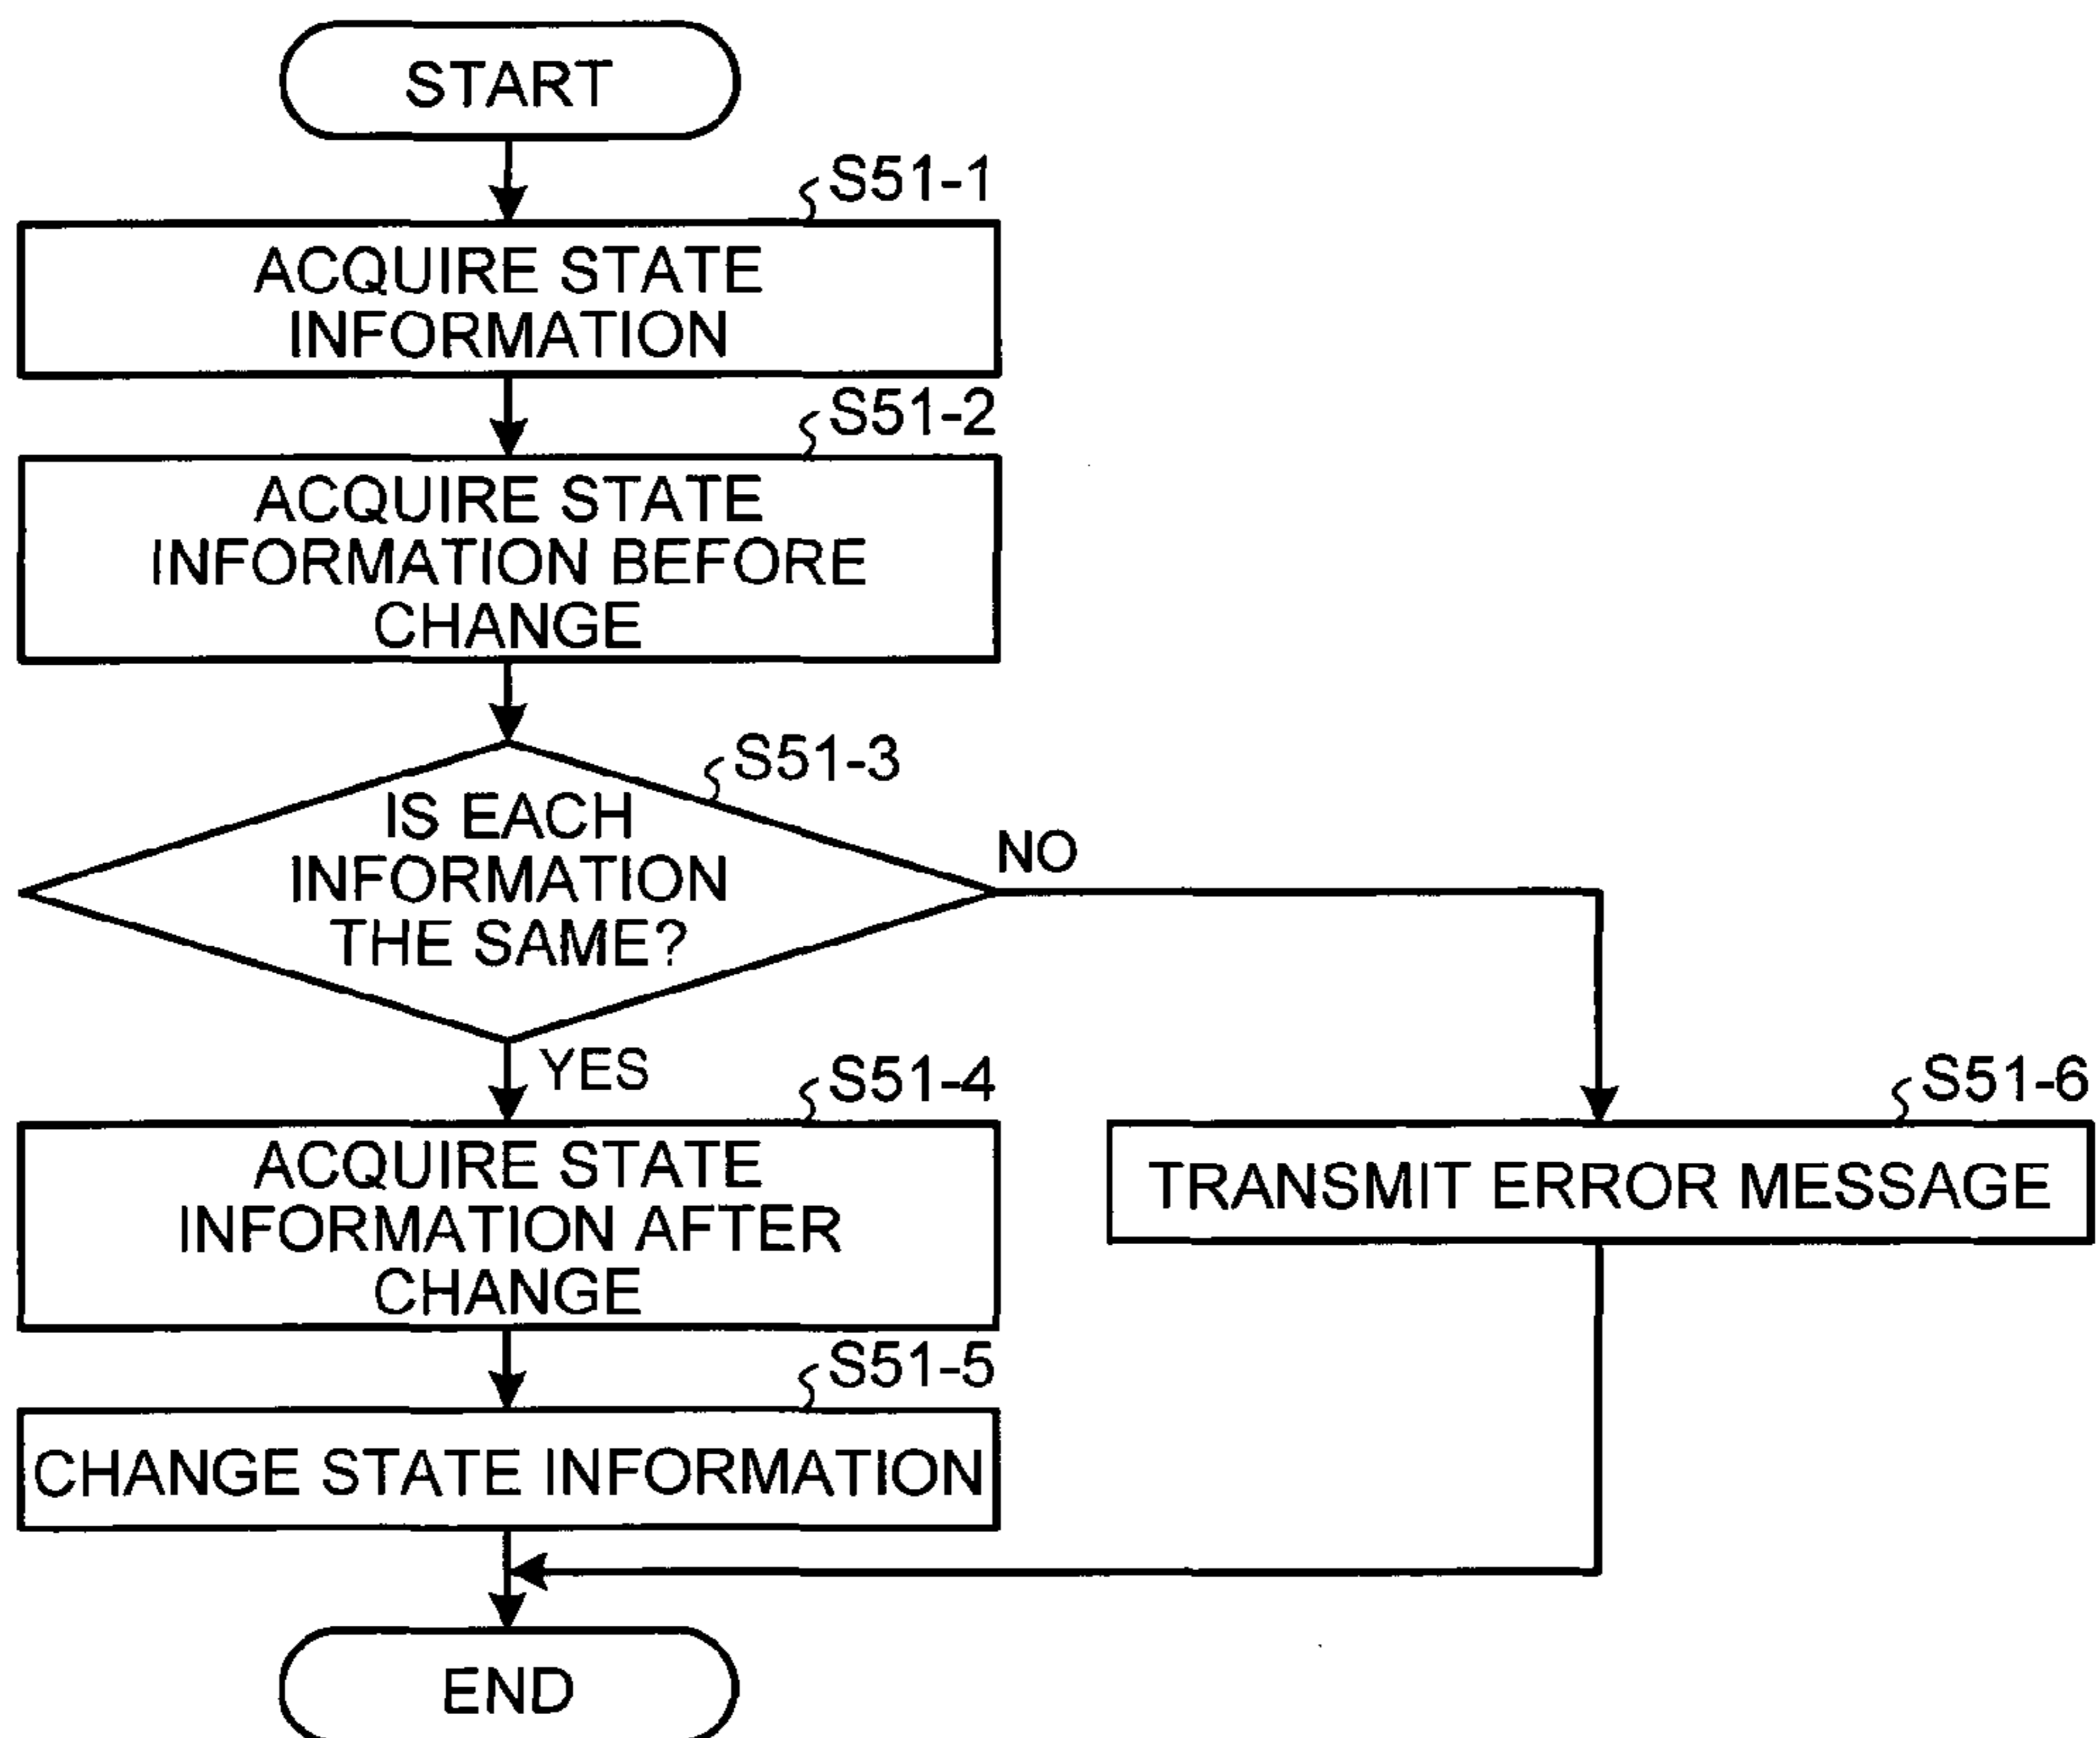 START
S51-1
ACQUIRE STATE
INFORMATION
S51-2
ACQUIRE STATE
INFORMATION BEFORE
CHANGE
S51-3
IS EACH
INFORMATION
THE SAME?
NO
YES
S51-4
ACQUIRE STATE
INFORMATION AFTER
CHANGE
S51-6
TRANSMIT ERROR MESSAGE
S51-5
CHANGE STATE INFORMATION
END